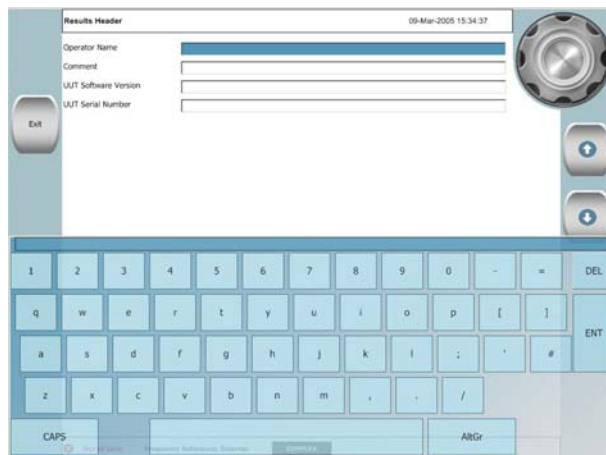 Results Header 09-Mar-2005 15:34:37
Operator Name
Comment
UUT Software Version
UUT Serial Number
Exit
1 2 3 4 5 6 7 8 9 0 - = DEL
q w e r t y u i o p [ ] ENT
a s d f g h j k l ; ' #
z x c v b n m , . /
CAPS AltGr
COMPLEX